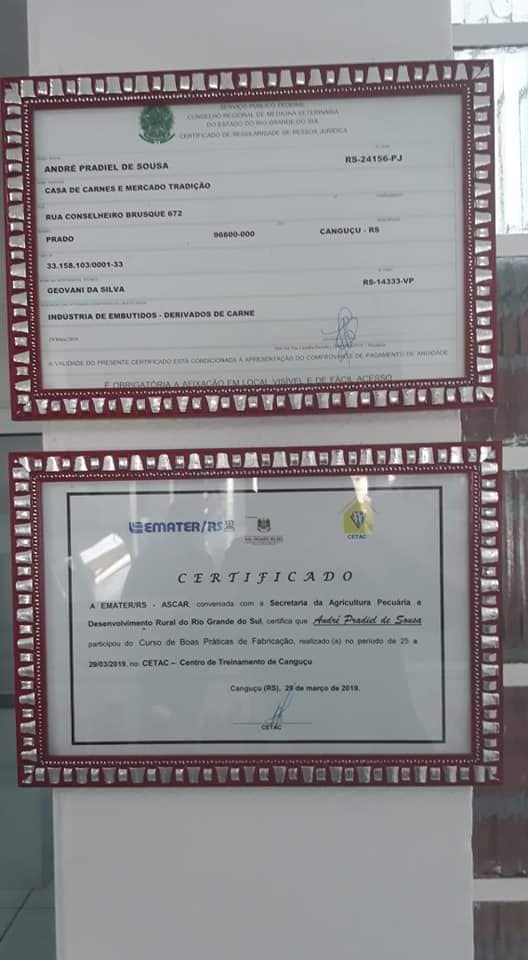 SERVIÇO PÚBLICO FEDERAL
CONSELHO REGIONAL DE MEDICINA VETERINÁRIA
DO ESTADO DO RIO GRANDE DO SUL
CERTIFICADO DE REGULARIDADE DE PESSOA JURÍDICA
ANDRÉ PRADIEL DE SOUSA RS-24156-PJ
CASA DE CARNES E MERCADO TRADIÇÃO
RUA CONSELHEIRO BRUSQUE 672
PRADO 96600-000 CANGUÇU - RS
33.158.103/0001-33
GEOVANI DA SILVA RS-14333-VP
INDÚSTRIA DE EMBUTIDOS - DERIVADOS DE CARNE
A VALIDADE DO PRESENTE CERTIFICADO ESTÁ CONDICIONADA À APRESENTAÇÃO DO COMPROVANTE DE PAGAMENTO DE ANUIDADE
É OBRIGATÓRIA A AFIXAÇÃO EM LOCAL VISÍVEL E DE FÁCIL ACESSO
EMATER/RS
CETAC
CERTIFICADO
A EMATER/RS - ASCAR, conveniada com a Secretaria da Agricultura Pecuária e
Desenvolvimento Rural do Rio Grande do Sul, certifica que André Pradiel de Sousa
participou do Curso de Boas Práticas de Fabricação, realizado (a) no período de 25 a
29/03/2019, no CETAC – Centro de Treinamento de Canguçu
Canguçu (RS), 29 de março de 2019.
CETAC